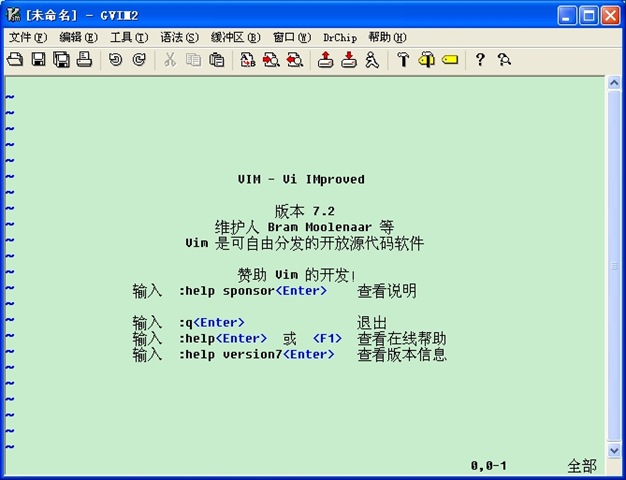 [未命名] - GVIM2
文件(F) 编辑(E) 工具(T) 语法(S) 缓冲区(B) 窗口(W) DrChip 帮助(H)
~
~
~
~
~
~
VIM - Vi IMproved
~
~
版本 7.2
~
维护人 Bram Moolenaar 等
~
Vim 是可自由分发的开放源代码软件
~
~
赞助 Vim 的开发!
~
输入 :help sponsor<Enter> 查看说明
~
~
输入 :q<Enter> 退出
~
输入 :help<Enter> 或 <F1> 查看在线帮助
~
输入 :help version7<Enter> 查看版本信息
~
~
~
~
~
~
0,0-1 全部